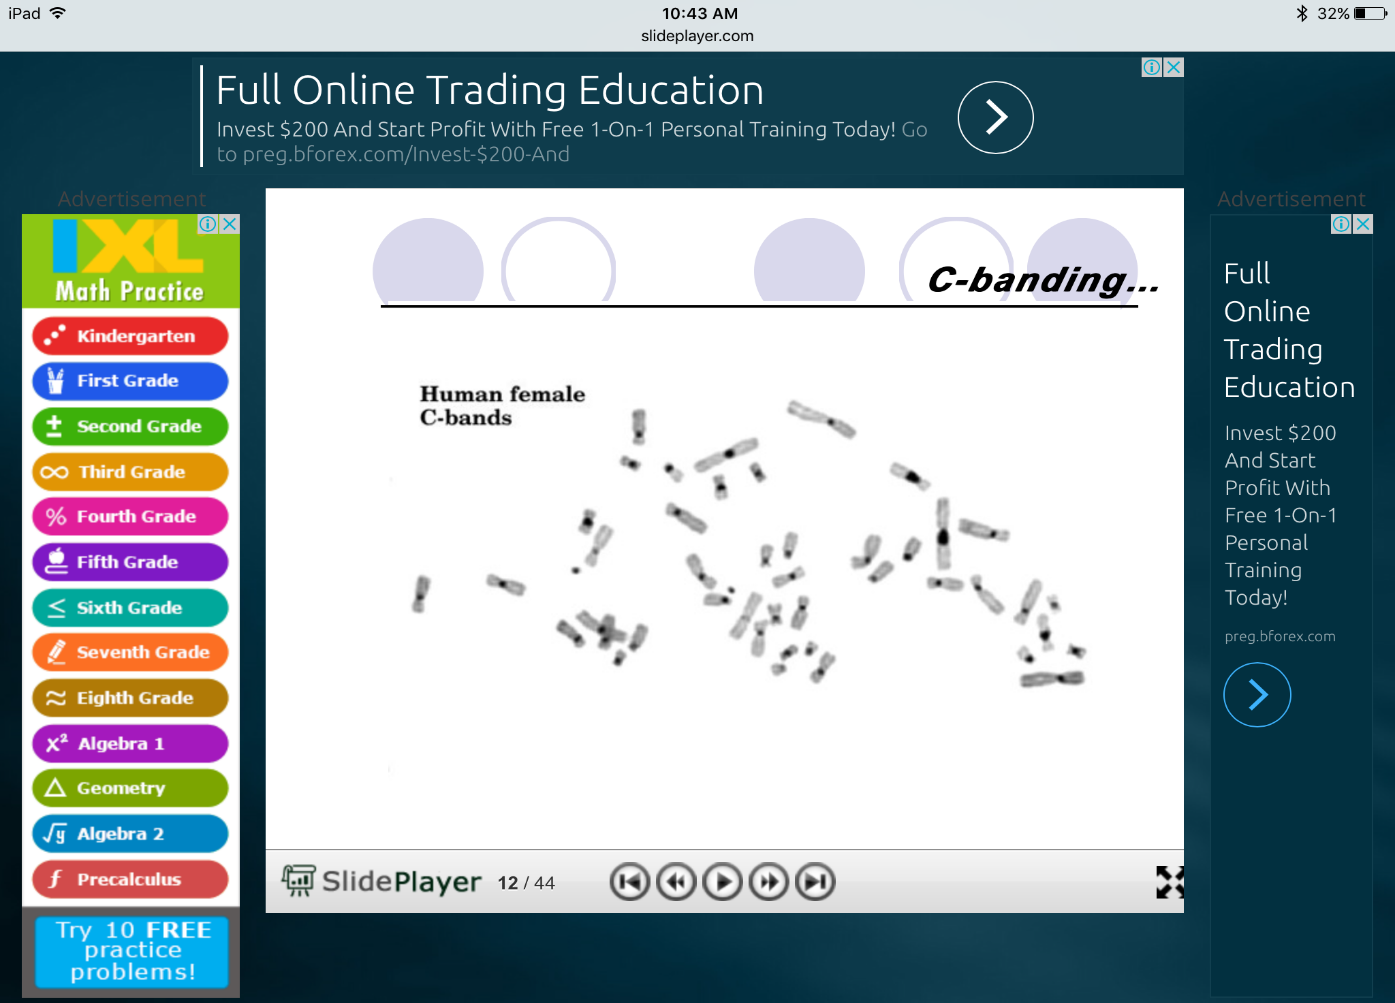 iPad 10:43 AM 32%
slideplayer.com
Full Online Trading Education
Invest $200 And Start Profit With Free 1-On-1 Personal Training Today! Go
to preg.bforex.com/Invest-$200-And
Advertisement
IXL
Math Practice
Kindergarten
First Grade
± Second Grade
∞ Third Grade
% Fourth Grade
Fifth Grade
≤ Sixth Grade
Seventh Grade
≈ Eighth Grade
x² Algebra 1
Geometry
√y Algebra 2
f Precalculus
Try 10 FREE
practice
problems!
C-banding...
Human female
C-bands
SlidePlayer 12 / 44
Advertisement
Full
Online
Trading
Education
Invest $200
And Start
Profit With
Free 1-On-1
Personal
Training
Today!
preg.bforex.com